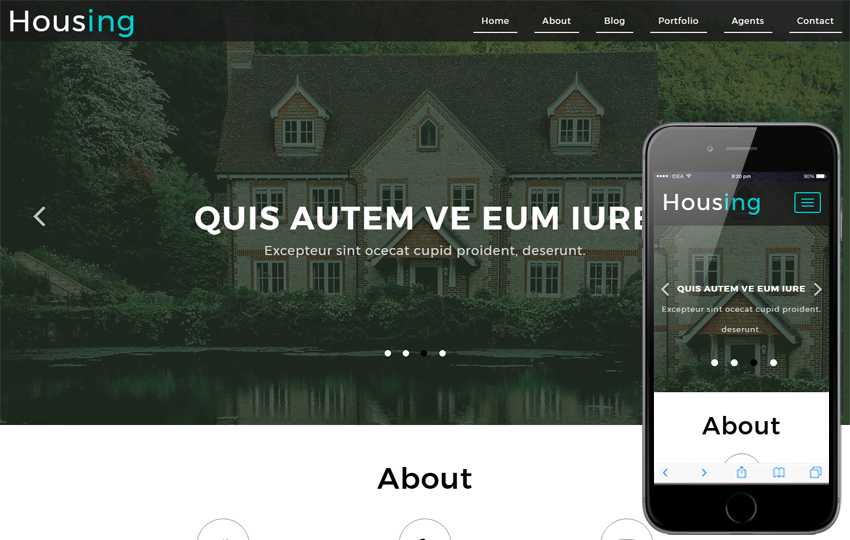 Housing
Home About Blog Portfolio Agents Contact
QUIS AUTEM VE EUM IURE
Excepteur sint ocecat cupid proident, deserunt.
About
IDEA 9:20 pm 90%
Housing
QUIS AUTEM VE EUM IURE
Excepteur sint ocecat cupid proident,
deserunt.
About